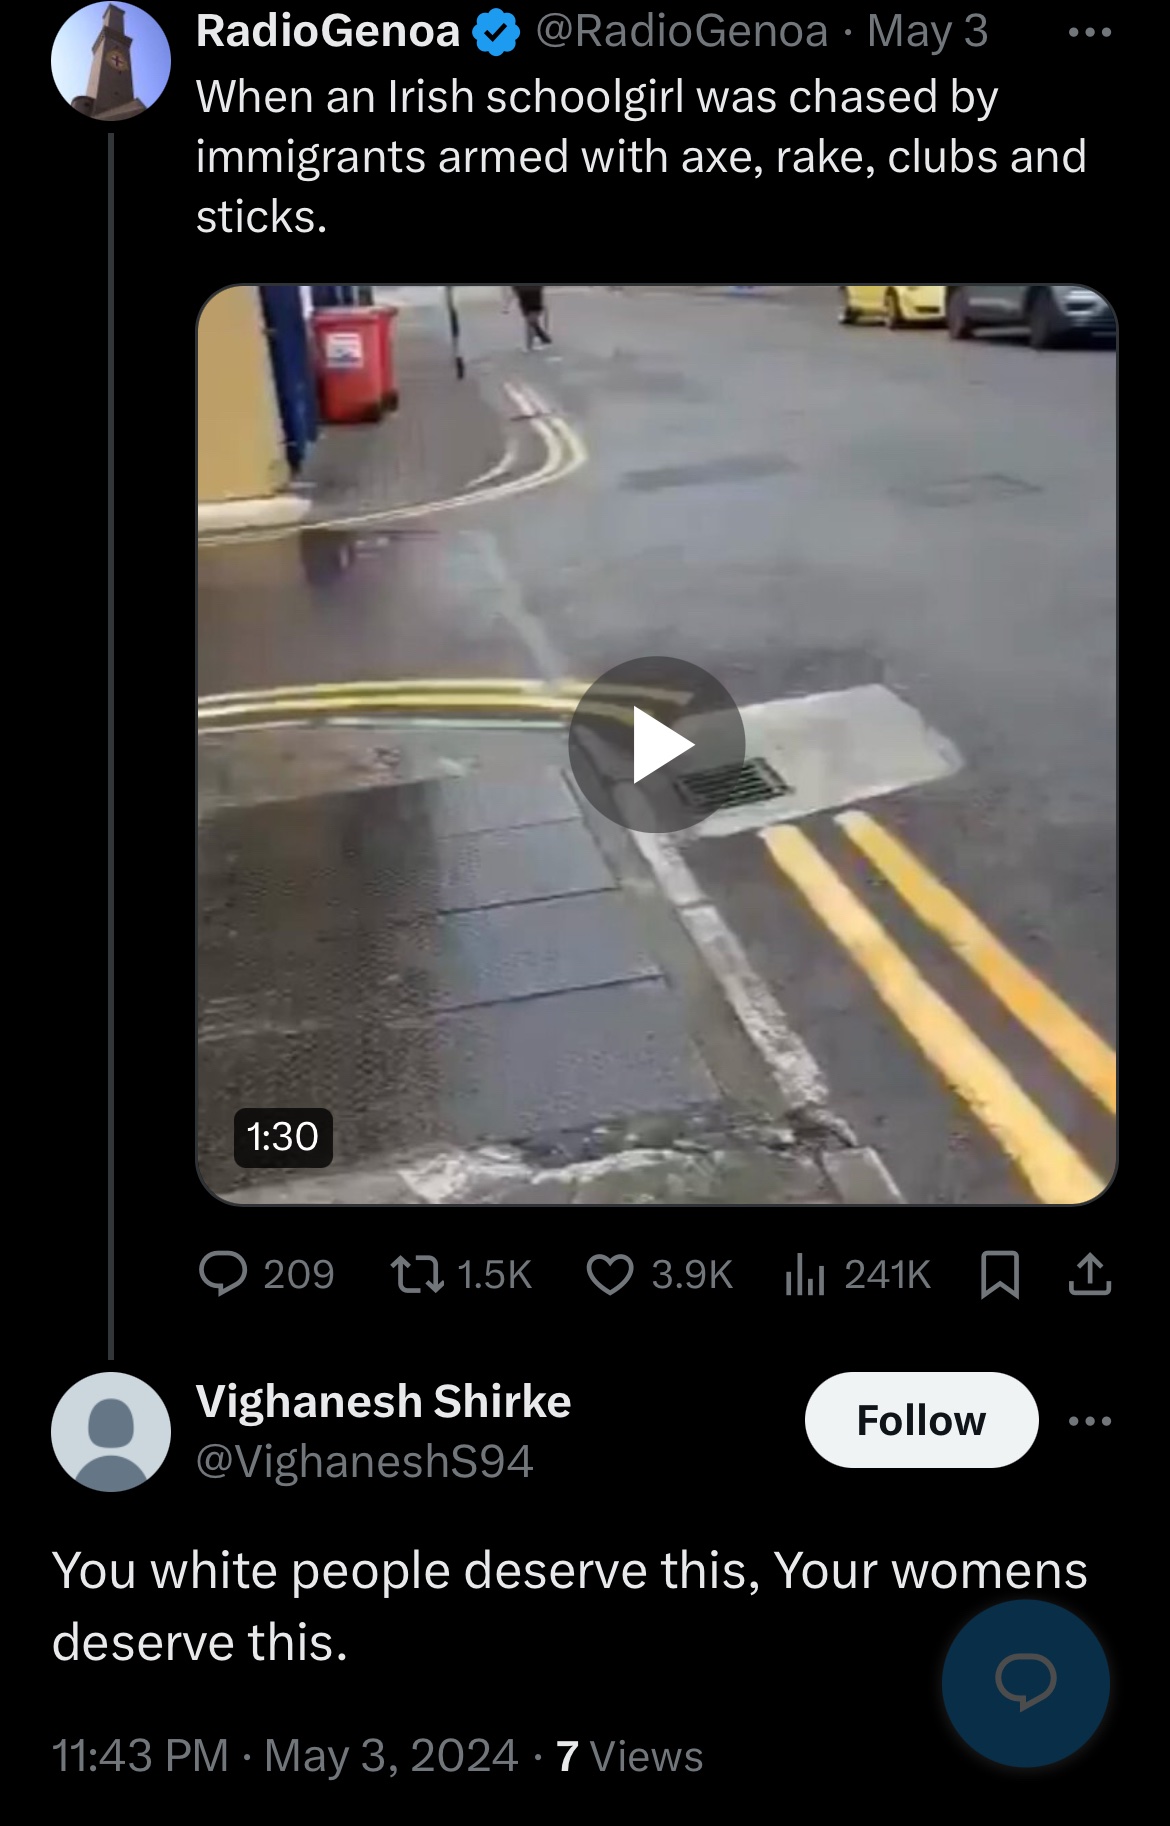 RadioGenoa @RadioGenoa · May 3
When an Irish schoolgirl was chased by
immigrants armed with axe, rake, clubs and
sticks.
1:30
209 1.5K 3.9K 241K
Vighanesh Shirke
Follow
@VighaneshS94
You white people deserve this, Your womens
deserve this.
11:43 PM · May 3, 2024 · 7 Views